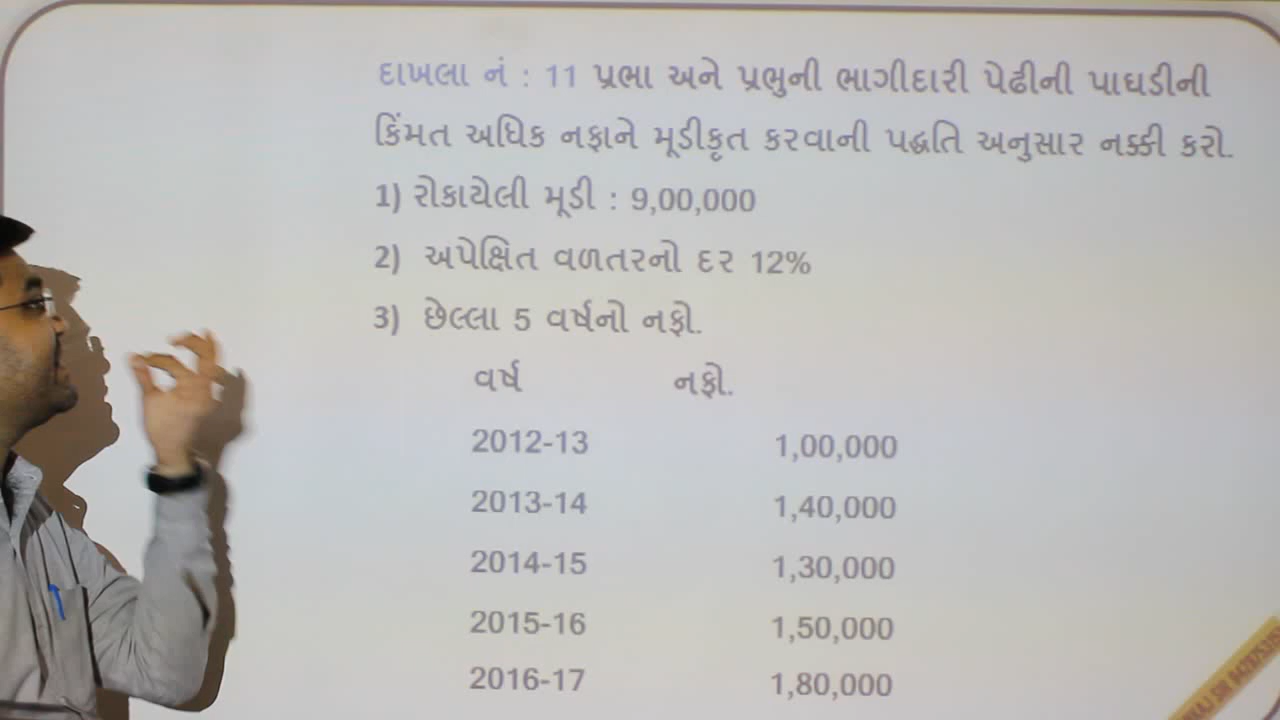 દાખલા નં : 11 પ્રભા અને પ્રભુની ભાગીદારી પેઢીની પાઘડીની
કિંમત અધિક નફાને મૂડીકૃત કરવાની પદ્ધતિ અનુસાર નક્કી કરો.
1) રોકાયેલી મૂડી : 9,00,000
2) અપેક્ષિત વળતરનો દર 12%
3) છેલ્લા 5 વર્ષનો નફો.
વર્ષ નફો.
2012-13 1,00,000
2013-14 1,40,000
2014-15 1,30,000
2015-16 1,50,000
2016-17 1,80,000